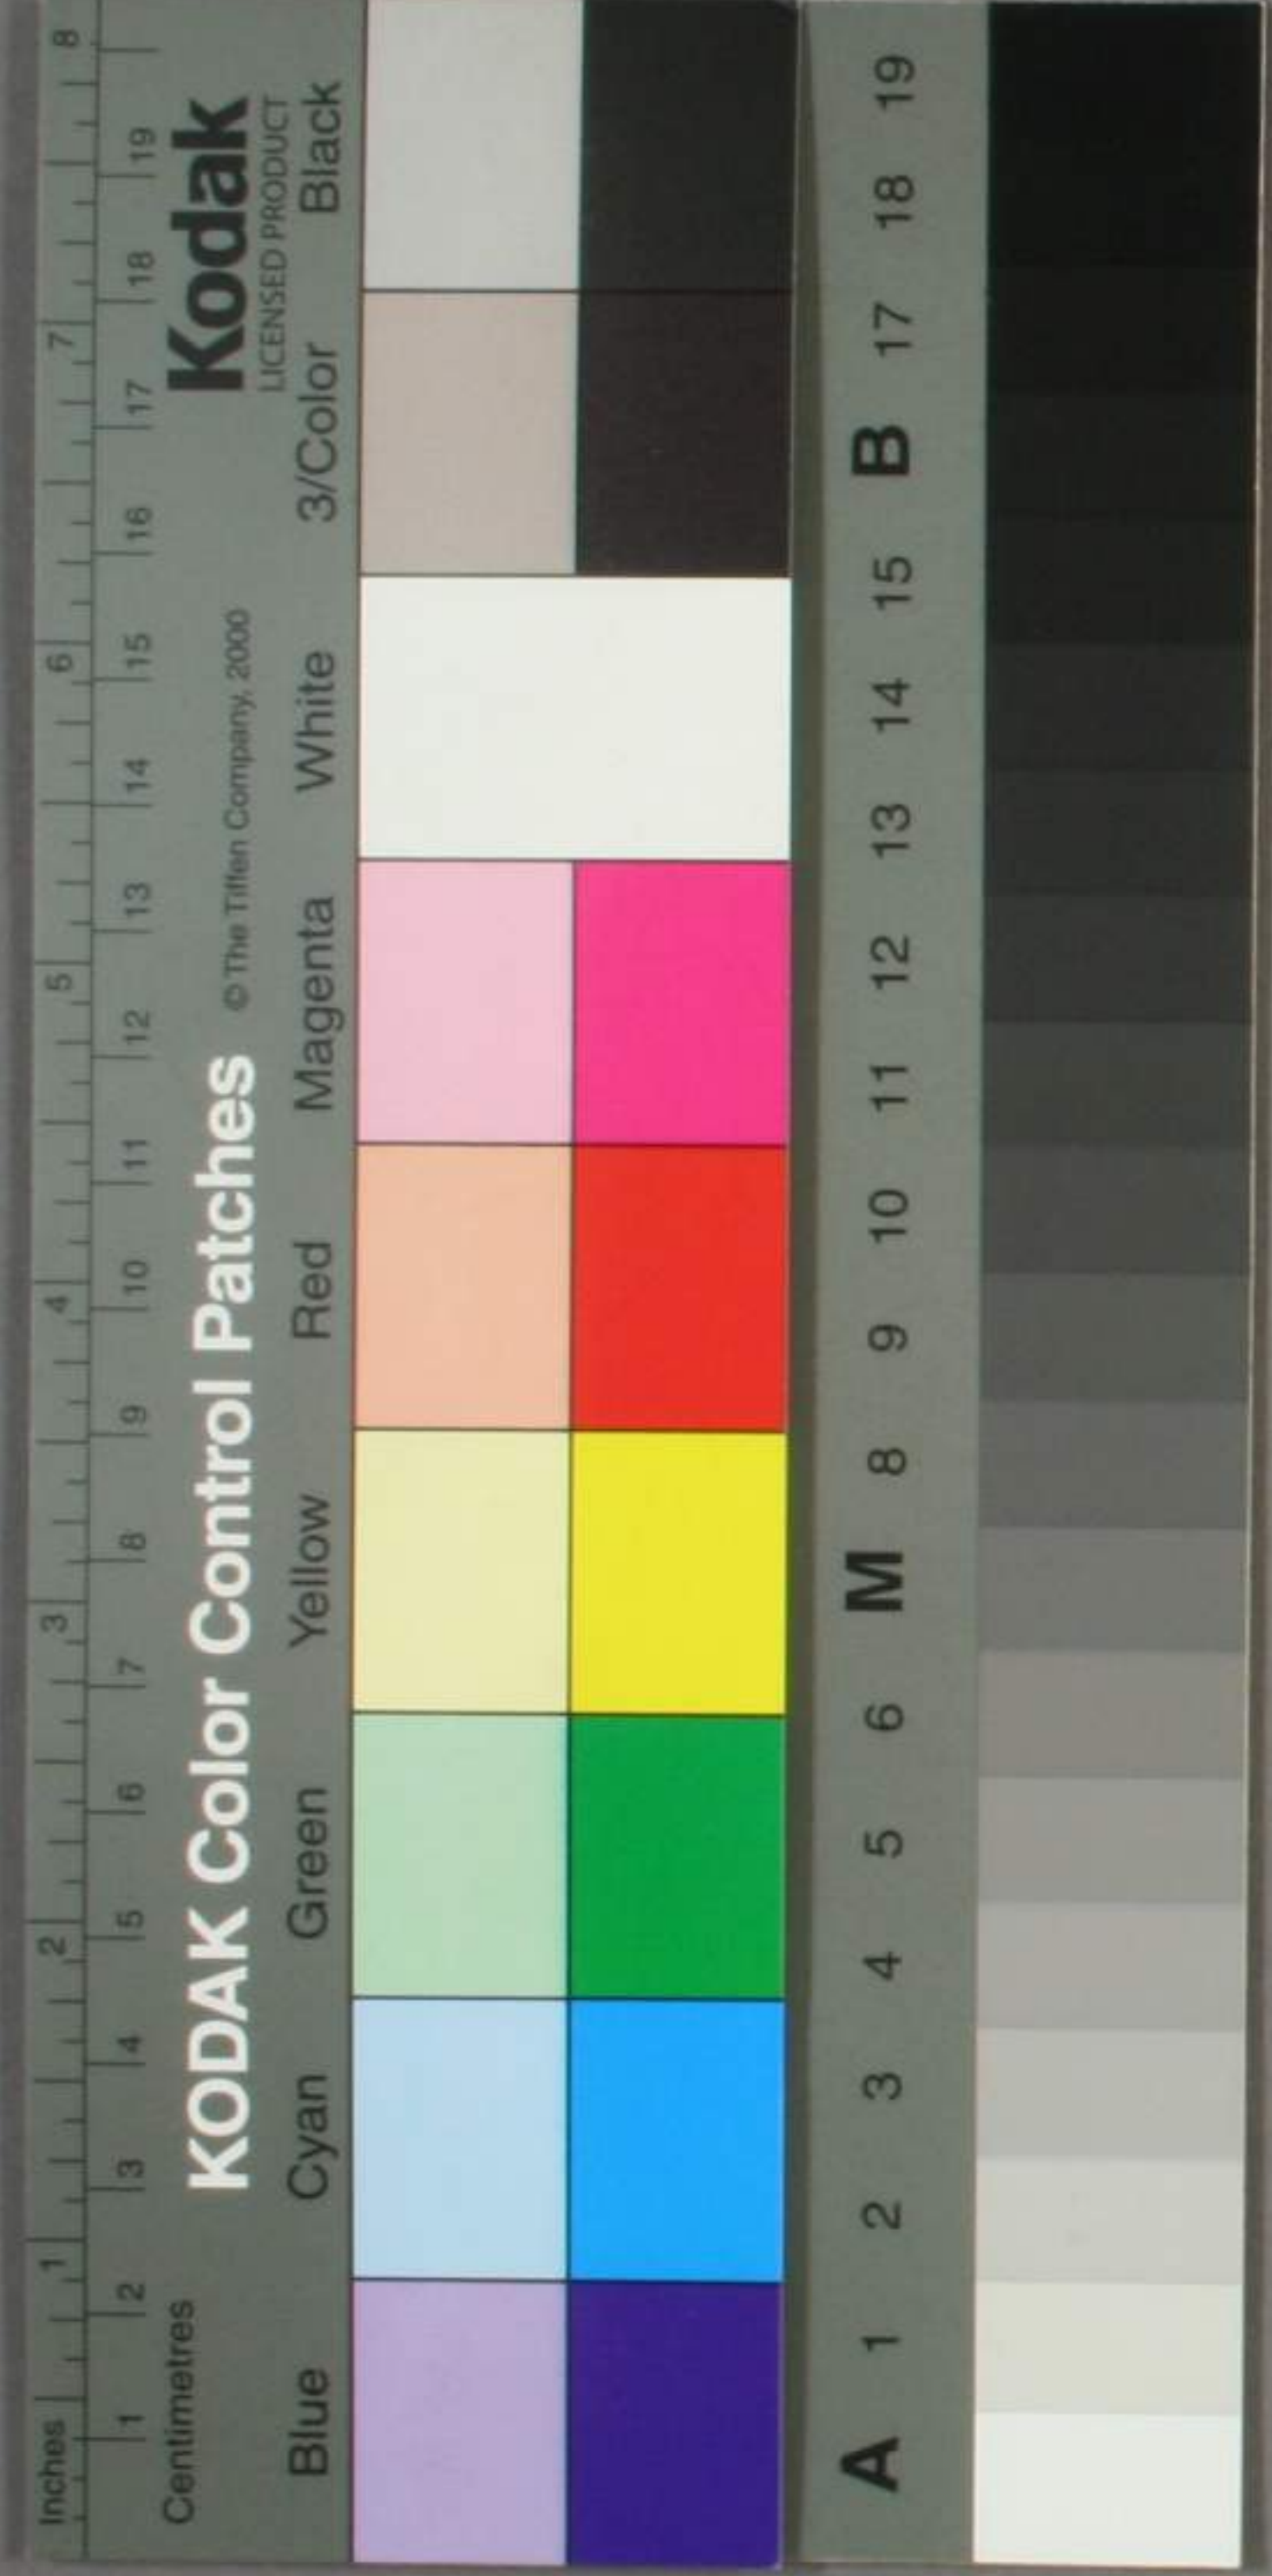 Inches 1 2 3 4 5 6 7 8
1 2 3 4 5 6 7 8 9 10 11 12 13 14 15 16 17 18 19
Centimetres
KODAK Color Control Patches © The Tiffen Company, 2000
Kodak
LICENSED PRODUCT
Blue Cyan Green Yellow Red Magenta White 3/Color Black
A 1 2 3 4 5 6 M 8 9 10 11 12 13 14 15 B 17 18 19